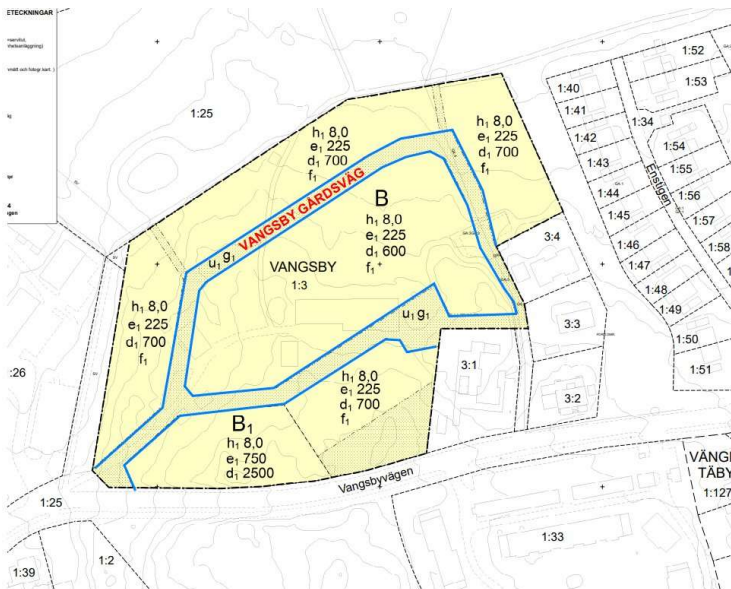 ETECKNINGAR
1:25
1:52
1:53
1:40
1:41
1:42
1:43
1:44
1:45
1:46
1:47
1:48
1:49
1:50
1:51
1:34
1:54
1:55
1:56
1:57
1:58
Enstigen
h₁ 8,0
e₁ 225
d₁ 700
f₁
h₁ 8,0
e₁ 225
d₁ 700
f₁
VANGSBY GÅRDSVÄG
B
h₁ 8,0
e₁ 225
d₁ 600
f₁
u₁ g₁
VANGSBY
1:3
3:4
3:3
3:1
3:2
h₁ 8,0
e₁ 225
d₁ 700
f₁
u₁ g₁
:26
h₁ 8,0
e₁ 225
d₁ 700
f₁
B₁
h₁ 8,0
e₁ 750
d₁ 2500
Vangsbyvägen
1:25
1:2
1:39
1:33
TÄBY
1:127